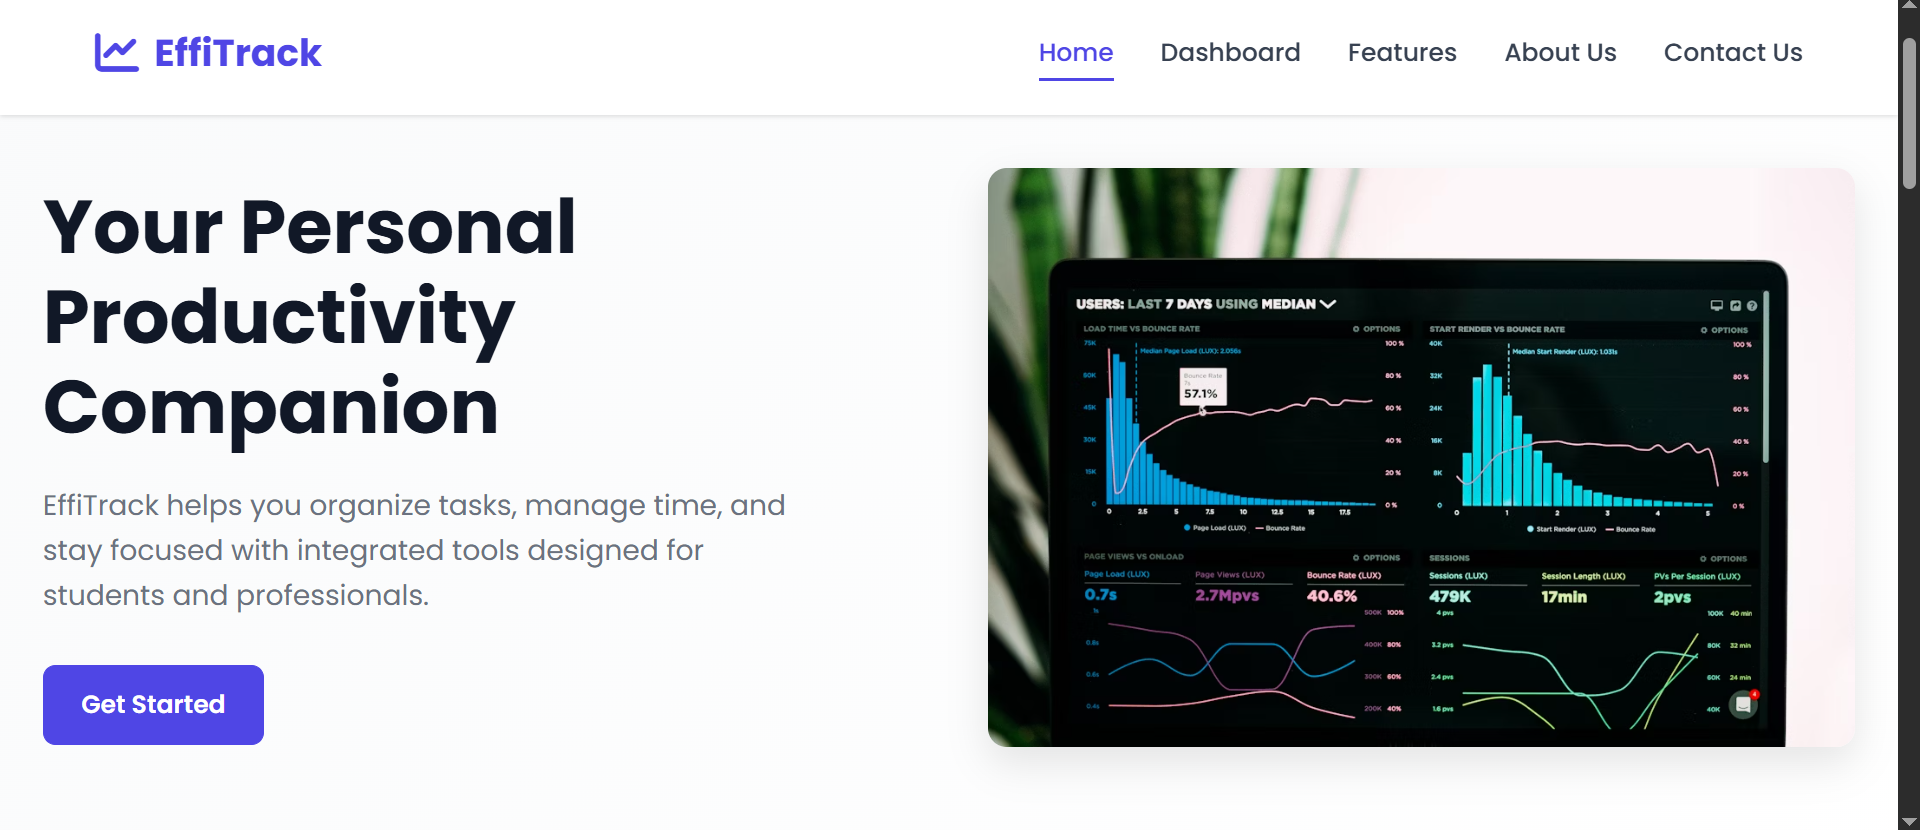 EffiTrack
Home Dashboard Features About Us Contact Us
Your Personal
Productivity
Companion
EffiTrack helps you organize tasks, manage time, and
stay focused with integrated tools designed for
students and professionals.
Get Started
USERS: LAST 7 DAYS USING MEDIAN
LOAD TIME VS BOUNCE RATE
OPTIONS
75K
60K
45K
30K
15K
0
Median Page Load (LUX): 2.056s
Bounce Rate
7s
57.1%
100 %
80 %
60 %
40 %
20 %
0 %
0 2.5 5 7.5 10 12.5 15 17.5
Page Load (LUX) Bounce Rate
START RENDER VS BOUNCE RATE
OPTIONS
40K
32K
24K
16K
8K
0
Median Start Render (LUX): 1.031s
100 %
80 %
60 %
40 %
20 %
0 %
0 1 2 3 4 5
Start Render (LUX) Bounce Rate
PAGE VIEWS VS ONLOAD
OPTIONS
Page Load (LUX) Page Views (LUX) Bounce Rate (LUX)
0.7s 2.7Mpvs 40.6%
1s
0.8s
0.6s
0.4s
500K 100%
400K 80%
300K 60%
200K 40%
SESSIONS
OPTIONS
Sessions (LUX) Session Length (LUX) PVs Per Session (LUX)
479K 17min 2pvs
4 pvs
3.2 pvs
2.4 pvs
1.6 pvs
100K 40 min
80K 32 min
60K 24 min
40K
4